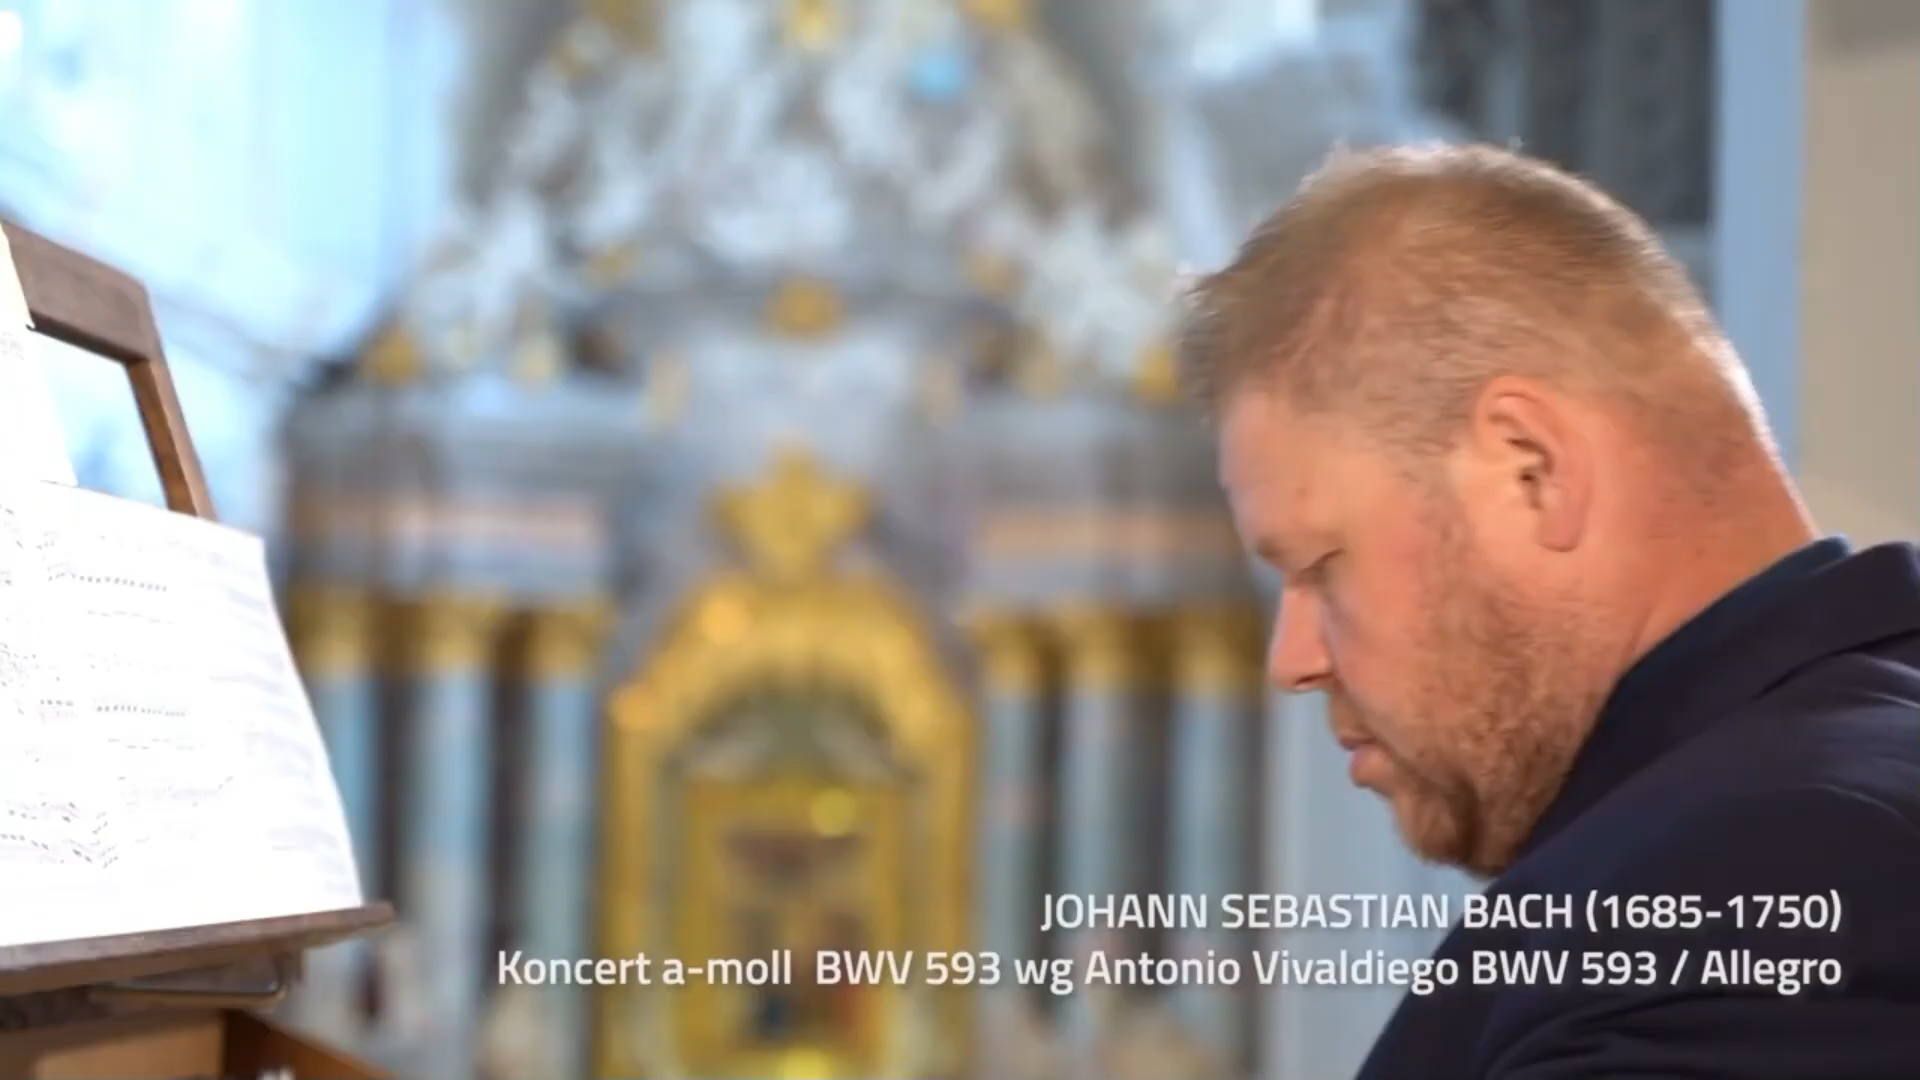 JOHANN SEBASTIAN BACH (1685-1750)
Koncert a-moll  BWV 593 wg Antonio Vivaldiego BWV 593 / Allegro